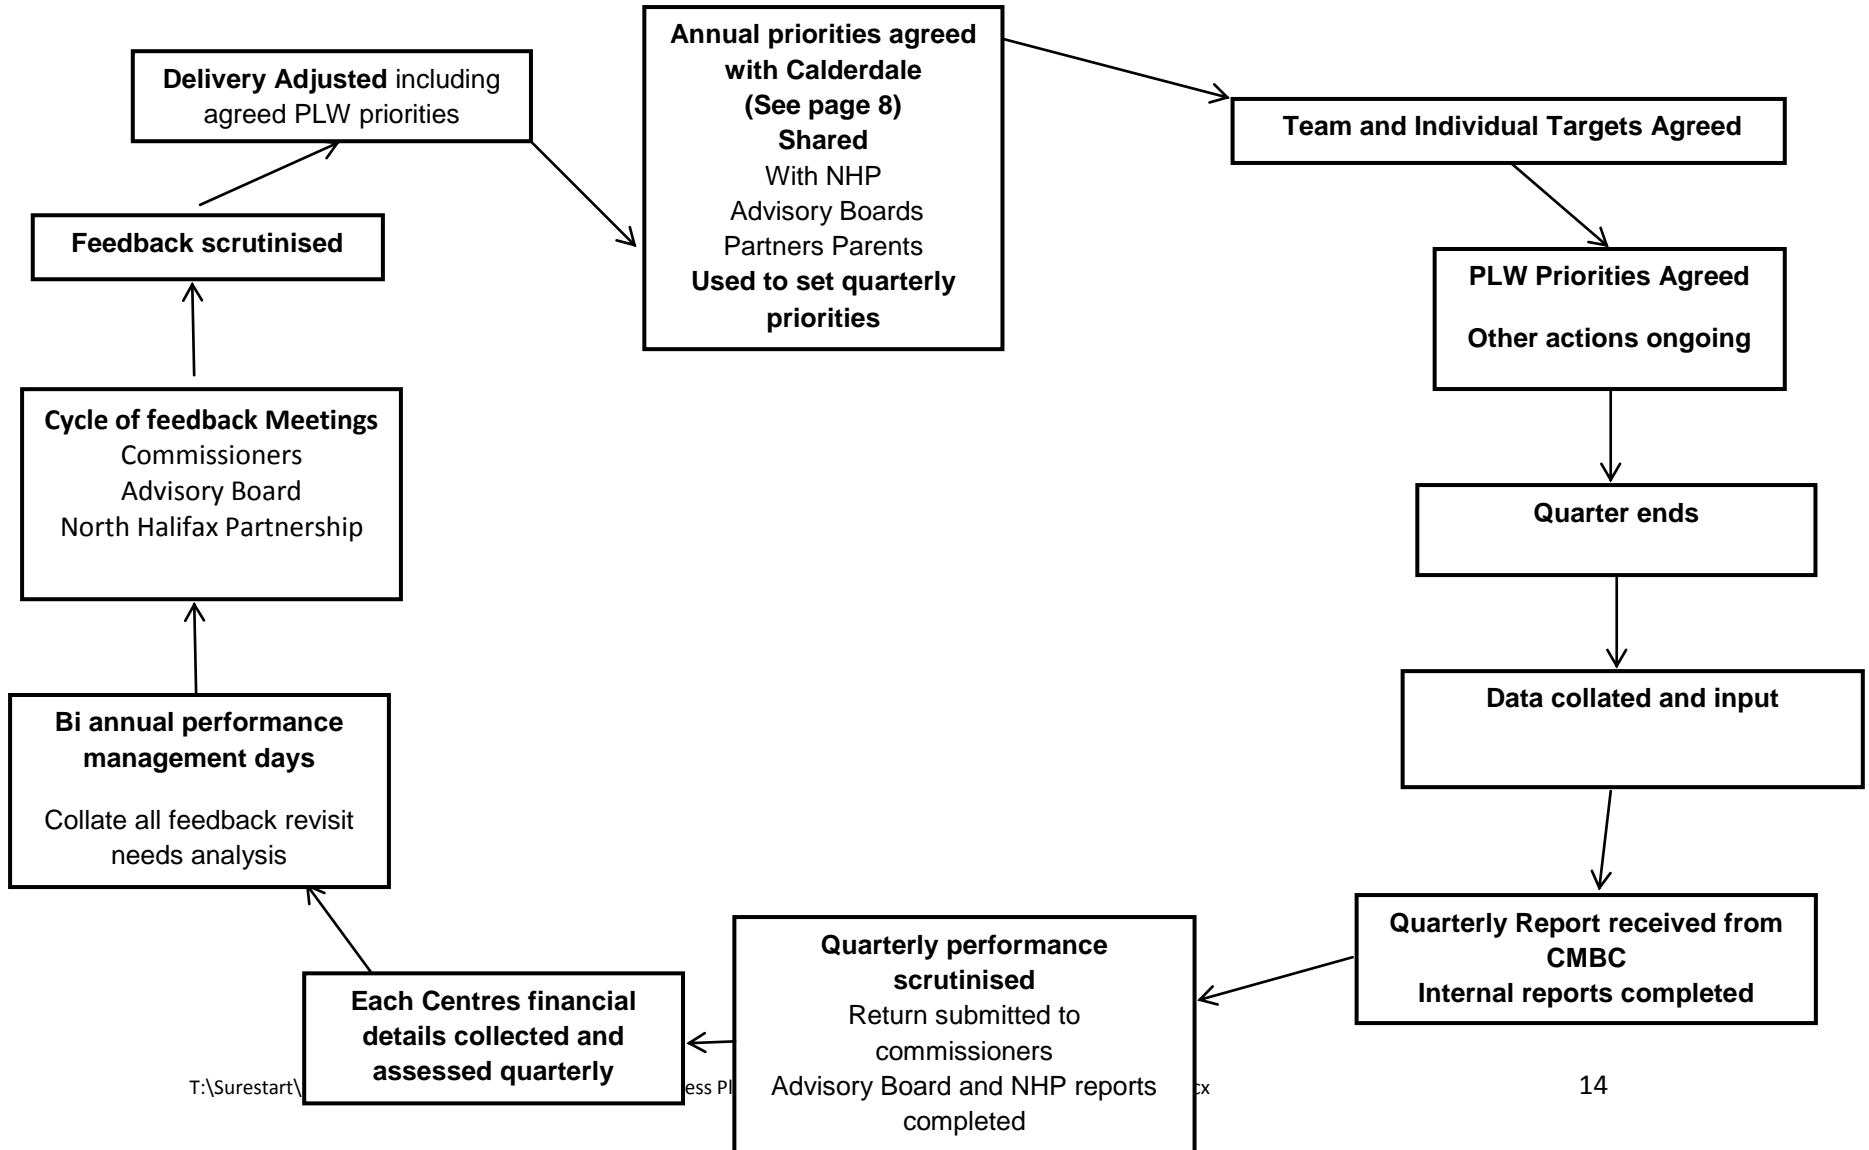 Annual priorities agreed
with Calderdale
(See page 8)
Shared
With NHP
Advisory Boards
Partners Parents
Used to set quarterly
priorities
Team and Individual Targets Agreed
PLW Priorities Agreed
Other actions ongoing
Quarter ends
Data collated and input
Quarterly Report received from
CMBC
Internal reports completed
Quarterly performance
scrutinised
Return submitted to
commissioners
Advisory Board and NHP reports
completed
Each Centres financial
details collected and
assessed quarterly
Bi annual performance
management days
Collate all feedback revisit
needs analysis
Cycle of feedback Meetings
Commissioners
Advisory Board
North Halifax Partnership
Feedback scrutinised
Delivery Adjusted including
agreed PLW priorities
T:\Surestart\
14